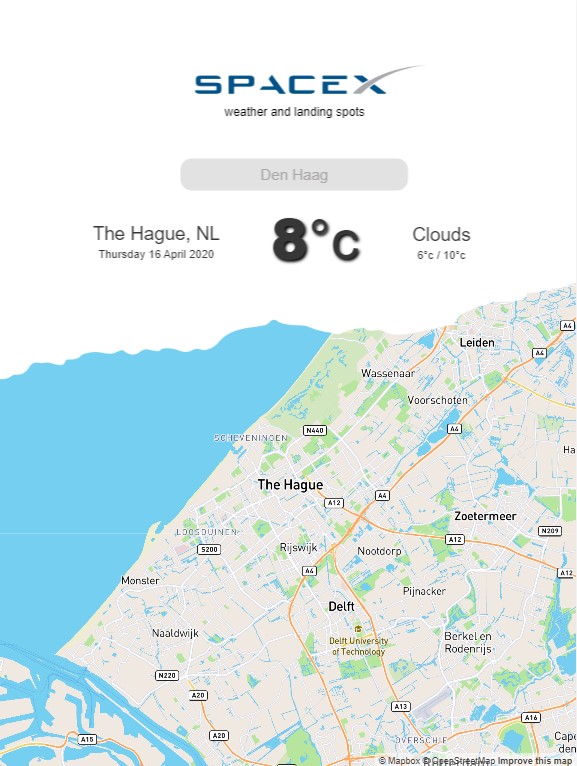 SPACEX
weather and landing spots
Den Haag
The Hague, NL
Thursday 16 April 2020
8°c
Clouds
6°c / 10°c
Leiden
A4
A4
Wassenaar
Voorschoten
N440
A4
SCHEVENINGEN
Ha
The Hague
A4
A12
Zoetermeer
LOOSDUINEN
N209
A12
S200
Rijswijk
Nootdorp
A4
A12
Monster
Pijnacker
Delft
Naaldwijk
Delft University
of Technology
Berkel en
Rodenrijs
N220
A20
A13
A16
A20
A15
OVERSCHIE
Cape
den
© Mapbox © OpenStreetMap Improve this map